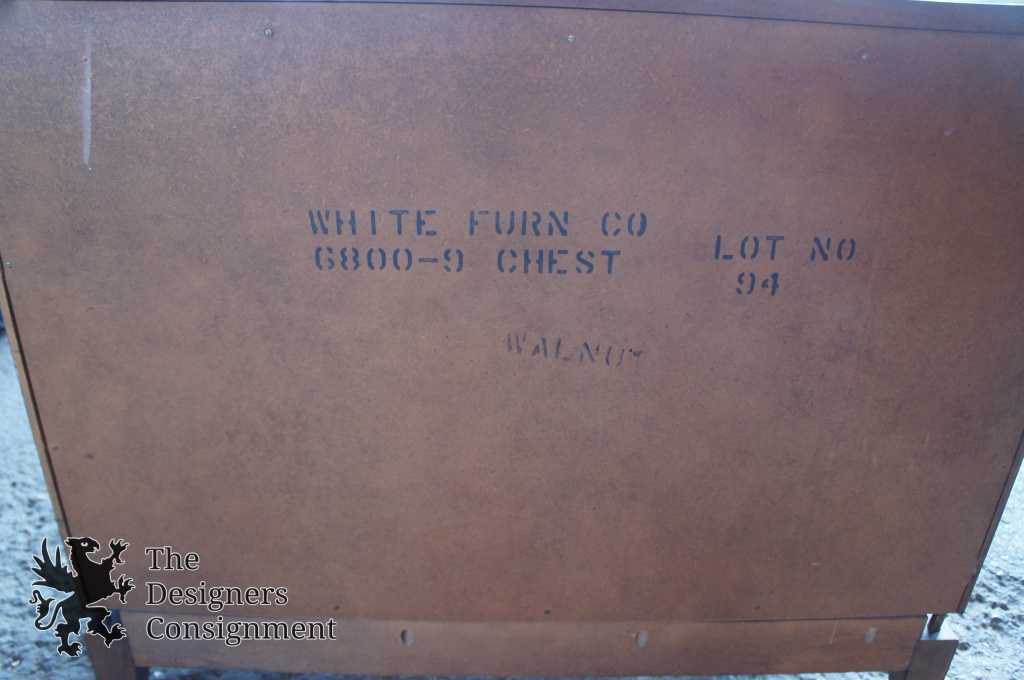 WHITE FURN CO
6800-9 CHEST
LOT NO
94
WALNUT
The
Designers
Consignment